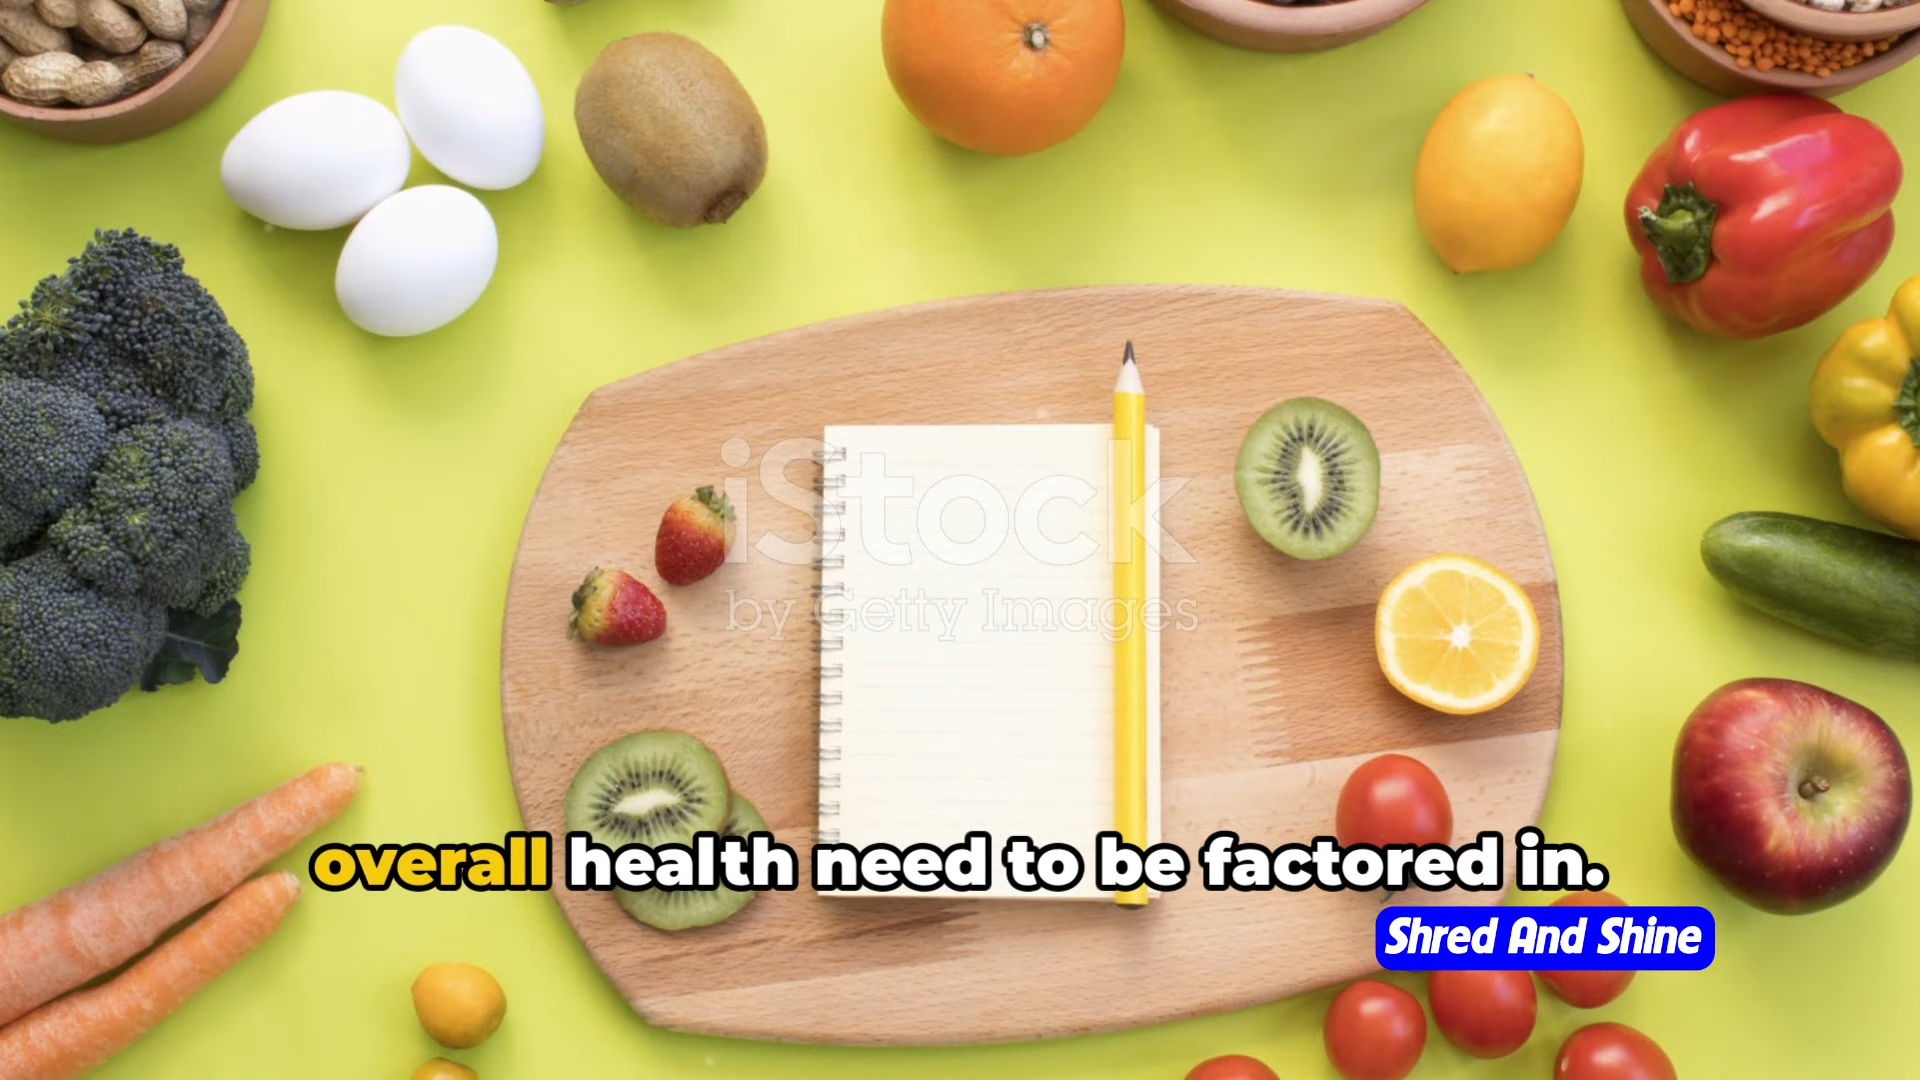 iStock
by Getty Images
overall health need to be factored in.
Shred And Shine